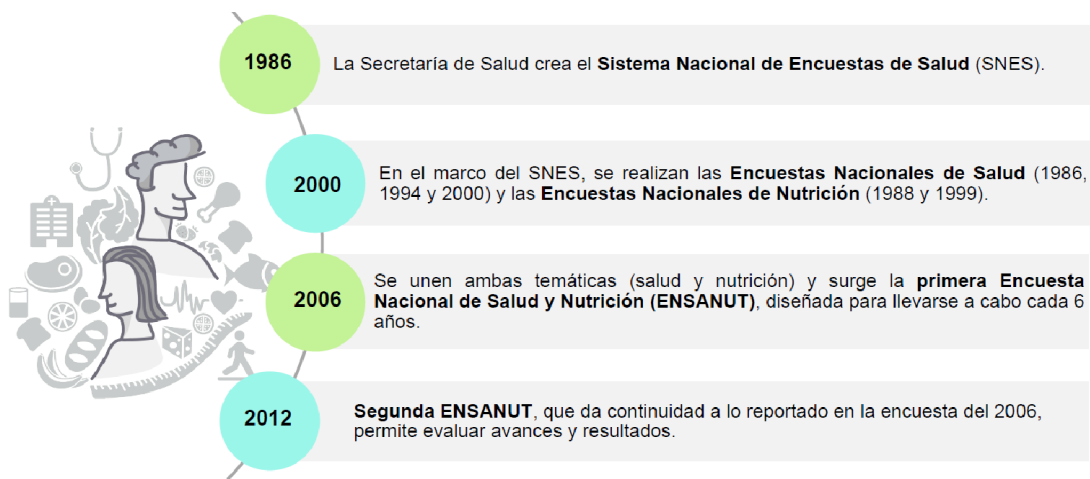 1986
La Secretaría de Salud crea el Sistema Nacional de Encuestas de Salud (SNES).
2000
En el marco del SNES, se realizan las Encuestas Nacionales de Salud (1986,
1994 y 2000) y las Encuestas Nacionales de Nutrición (1988 y 1999).
2006
Se unen ambas temáticas (salud y nutrición) y surge la primera Encuesta
Nacional de Salud y Nutrición (ENSANUT), diseñada para llevarse a cabo cada 6
años.
2012
Segunda ENSANUT, que da continuidad a lo reportado en la encuesta del 2006,
permite evaluar avances y resultados.